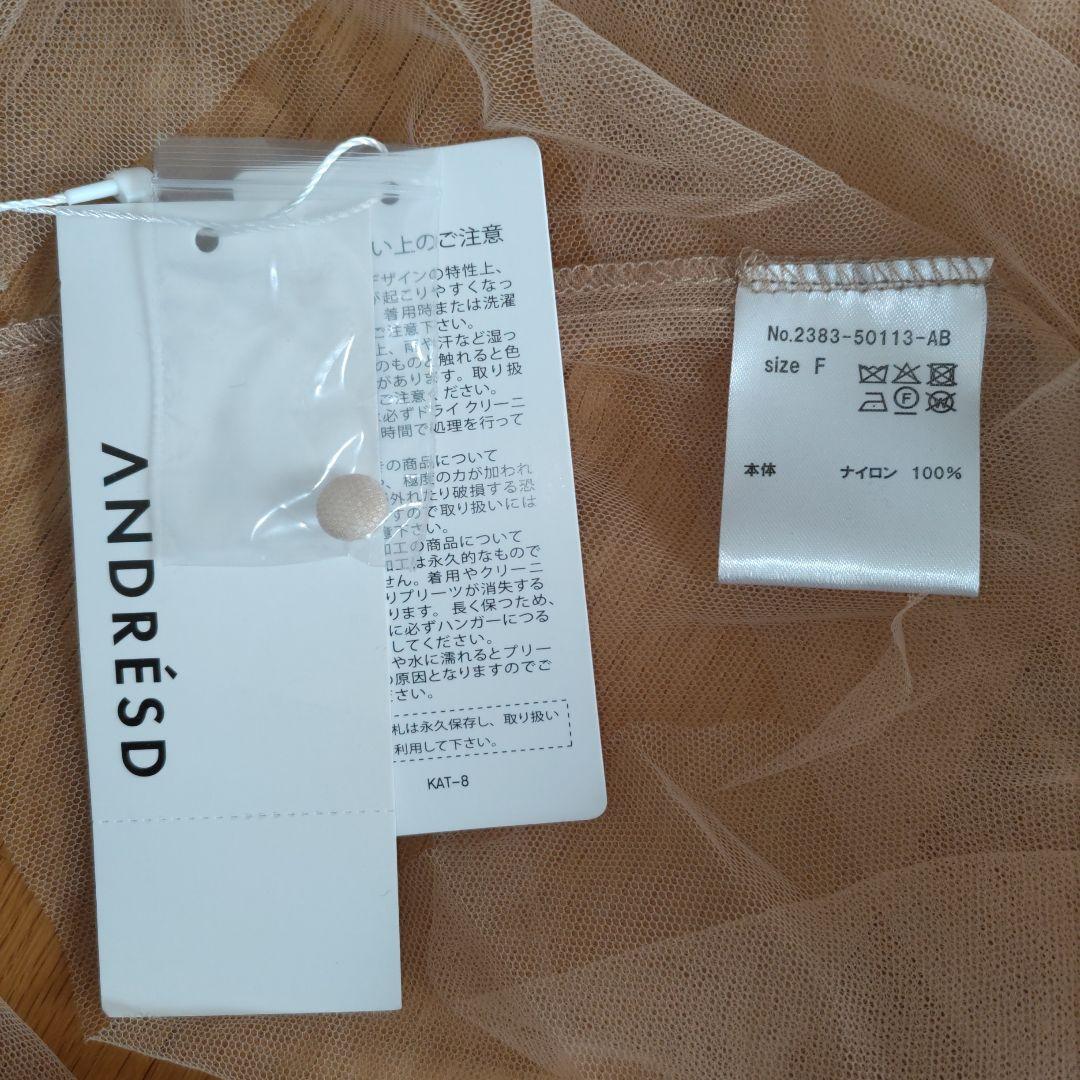 ANDRÉSD
い上のご注意
デザインの特性上、
が起こりやすくなっ
着用時または洗濯
ご注意下さい。
上、雨や汗など湿っ
のものと触れると色
があります。取り扱
ご注意ください。
必ずドライクリーニ
時間で処理を行って
の商品について
、極度の力が加われ
外れたり破損する恐
すので取り扱いには
下さい。
加工の商品について
加工は永久的なもので
せん。着用やクリーニ
りプリーツが消失する
ります。長く保つため、
に必ずハンガーにつる
してください。
や水に濡れるとプリー
の原因となりますのでご
ださい。
札は永久保存し、取り扱い
利用して下さい。
KAT-8
No.2383-50113-AB
size F
F
W
本体 ナイロン 100%